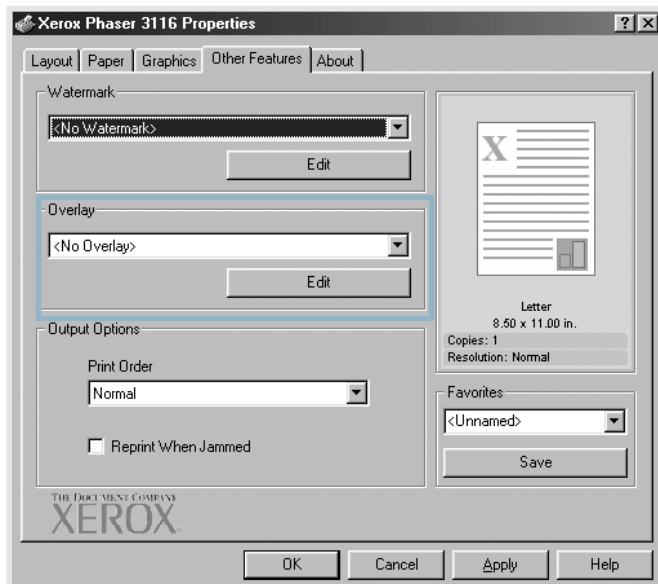 Xerox Phaser 3116 Properties
Layout Paper Graphics Other Features About
Watermark
<No Watermark>
Edit
Overlay
<No Overlay>
Edit
Output Options
Print Order
Normal
Reprint When Jammed
X
Letter
8.50 x 11.00 in.
Copies: 1
Resolution: Normal
Favorites
<Unnamed>
Save
THE DOCUMENT COMPANY
XEROX
OK Cancel Apply Help